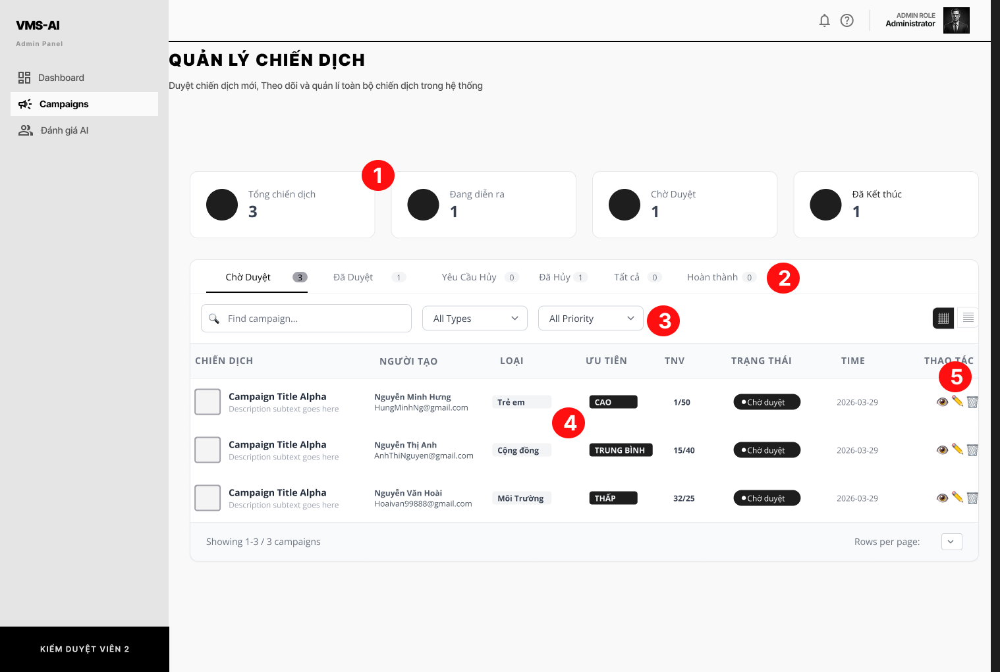 VMS-AI
Admin Panel
Dashboard
Campaigns
Đánh giá AI
KIỂM DUYỆT VIÊN 2
ADMIN ROLE
Administrator
QUẢN LÝ CHIẾN DỊCH
Duyệt chiến dịch mới, Theo dõi và quản lí toàn bộ chiến dịch trong hệ thống
1
Tổng chiến dịch
3
Đang diễn ra
1
Chờ Duyệt
1
Đã Kết thúc
1
Chờ Duyệt 3 Đã Duyệt 1 Yêu Cầu Hủy 0 Đã Hủy 1 Tất cả 0 Hoàn thành 0 2
Find campaign... All Types All Priority 3
CHIẾN DỊCH NGƯỜI TẠO LOẠI ƯU TIÊN TNV TRẠNG THÁI TIME THAO TÁC
5
Campaign Title Alpha
Description subtext goes here
Nguyễn Minh Hưng
HungMinhNg@gmail.com
Trẻ em CAO 1/50 Chờ duyệt 2026-03-29
4
Campaign Title Alpha
Description subtext goes here
Nguyễn Thị Anh
AnhThiNguyen@gmail.com
Cộng đồng TRUNG BÌNH 15/40 Chờ duyệt 2026-03-29
Campaign Title Alpha
Description subtext goes here
Nguyễn Văn Hoài
Hoaivan99888@gmail.com
Môi Trường THẤP 32/25 Chờ duyệt 2026-03-29
Showing 1-3 / 3 campaigns Rows per page: